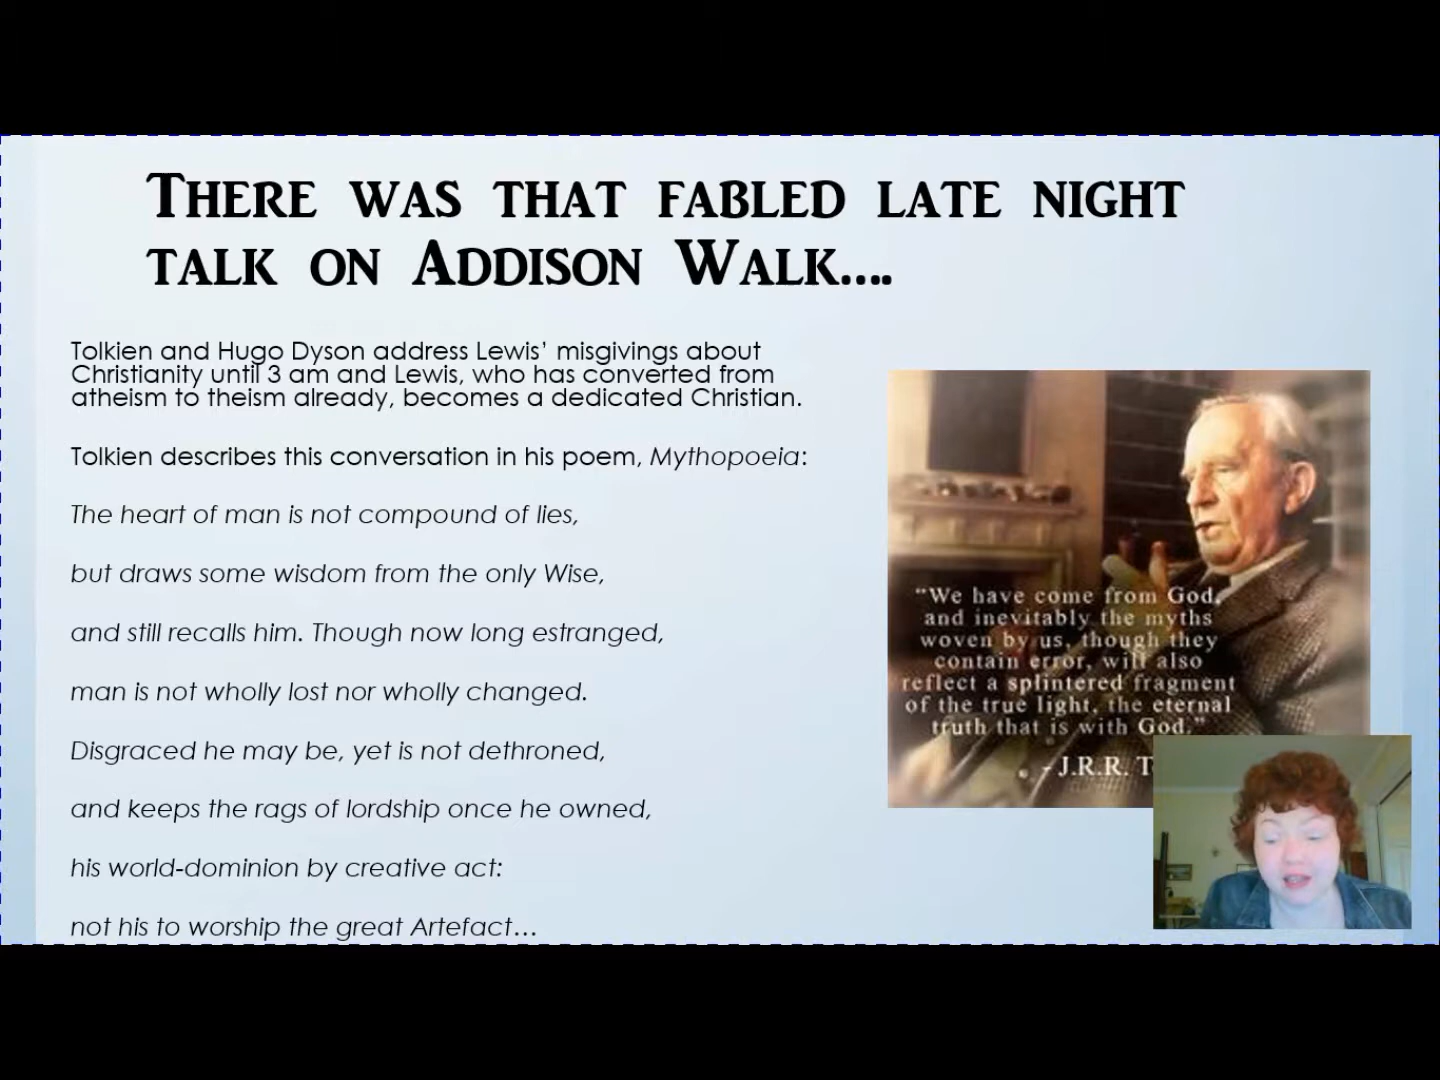 There was that fabled late night
talk on Addison Walk....
Tolkien and Hugo Dyson address Lewis' misgivings about
Christianity until 3 am and Lewis, who has converted from
atheism to theism already, becomes a dedicated Christian.
Tolkien describes this conversation in his poem, Mythopoeia:
The heart of man is not compound of lies,
but draws some wisdom from the only Wise,
and still recalls him. Though now long estranged,
man is not wholly lost nor wholly changed.
Disgraced he may be, yet is not dethroned,
and keeps the rags of lordship once he owned,
his world-dominion by creative act:
not his to worship the great Artefact...
"We have come from God,
and inevitably the myths
woven by us, though they
contain error, will also
reflect a splintered fragment
of the true light, the eternal
truth that is with God."
- J.R.R.